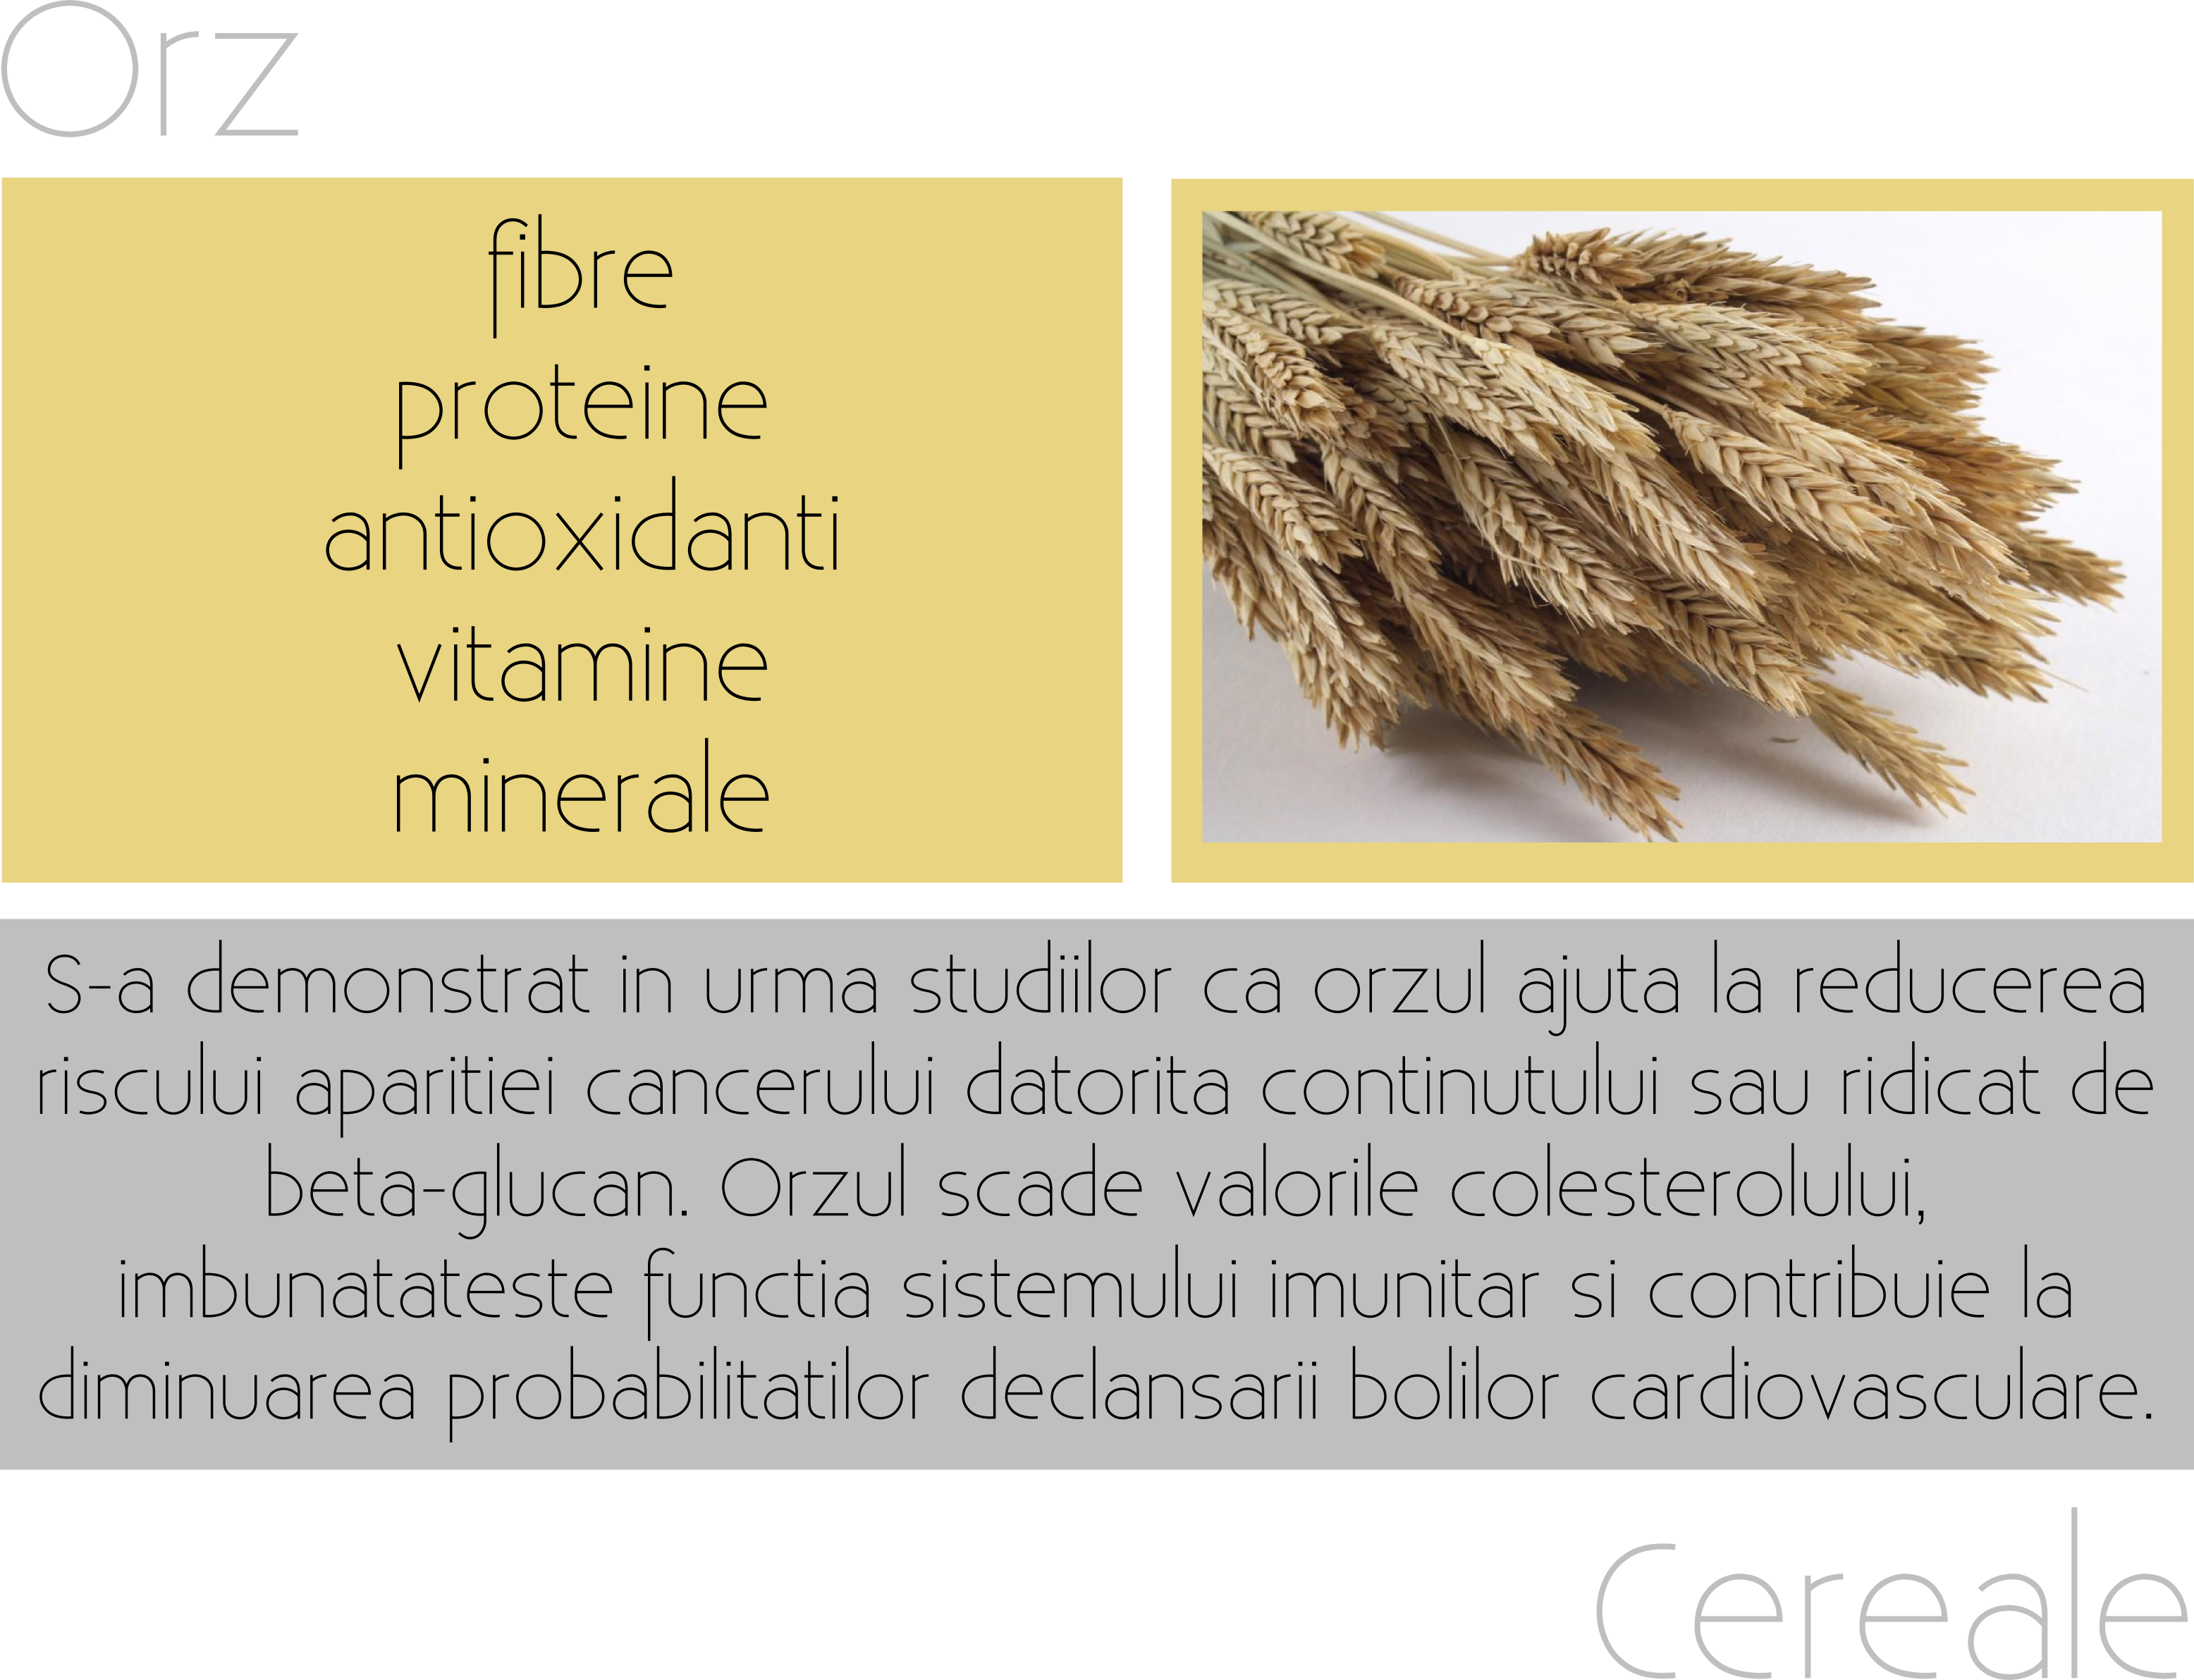 Orz
fibre
proteine
antioxidanti
vitamine
minerale
S-a demonstrat in urma studiilor ca orzul ajuta la reducerea
riscului aparitiei cancerului datorita continutului sau ridicat de
beta-glucan. Orzul scade valorile colesterolului,
imbunatateste functia sistemului imunitar si contribuie la
diminuarea probabilitatilor declansarii bolilor cardiovasculare.
Cereale